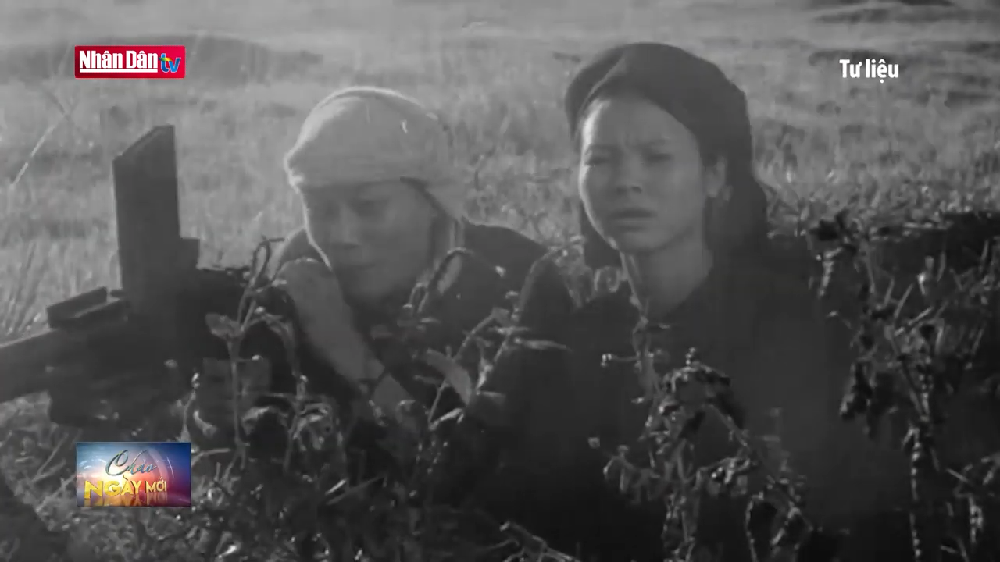 Nhân Dân tv
Tư liệu
Chào
NGÀY MỚI